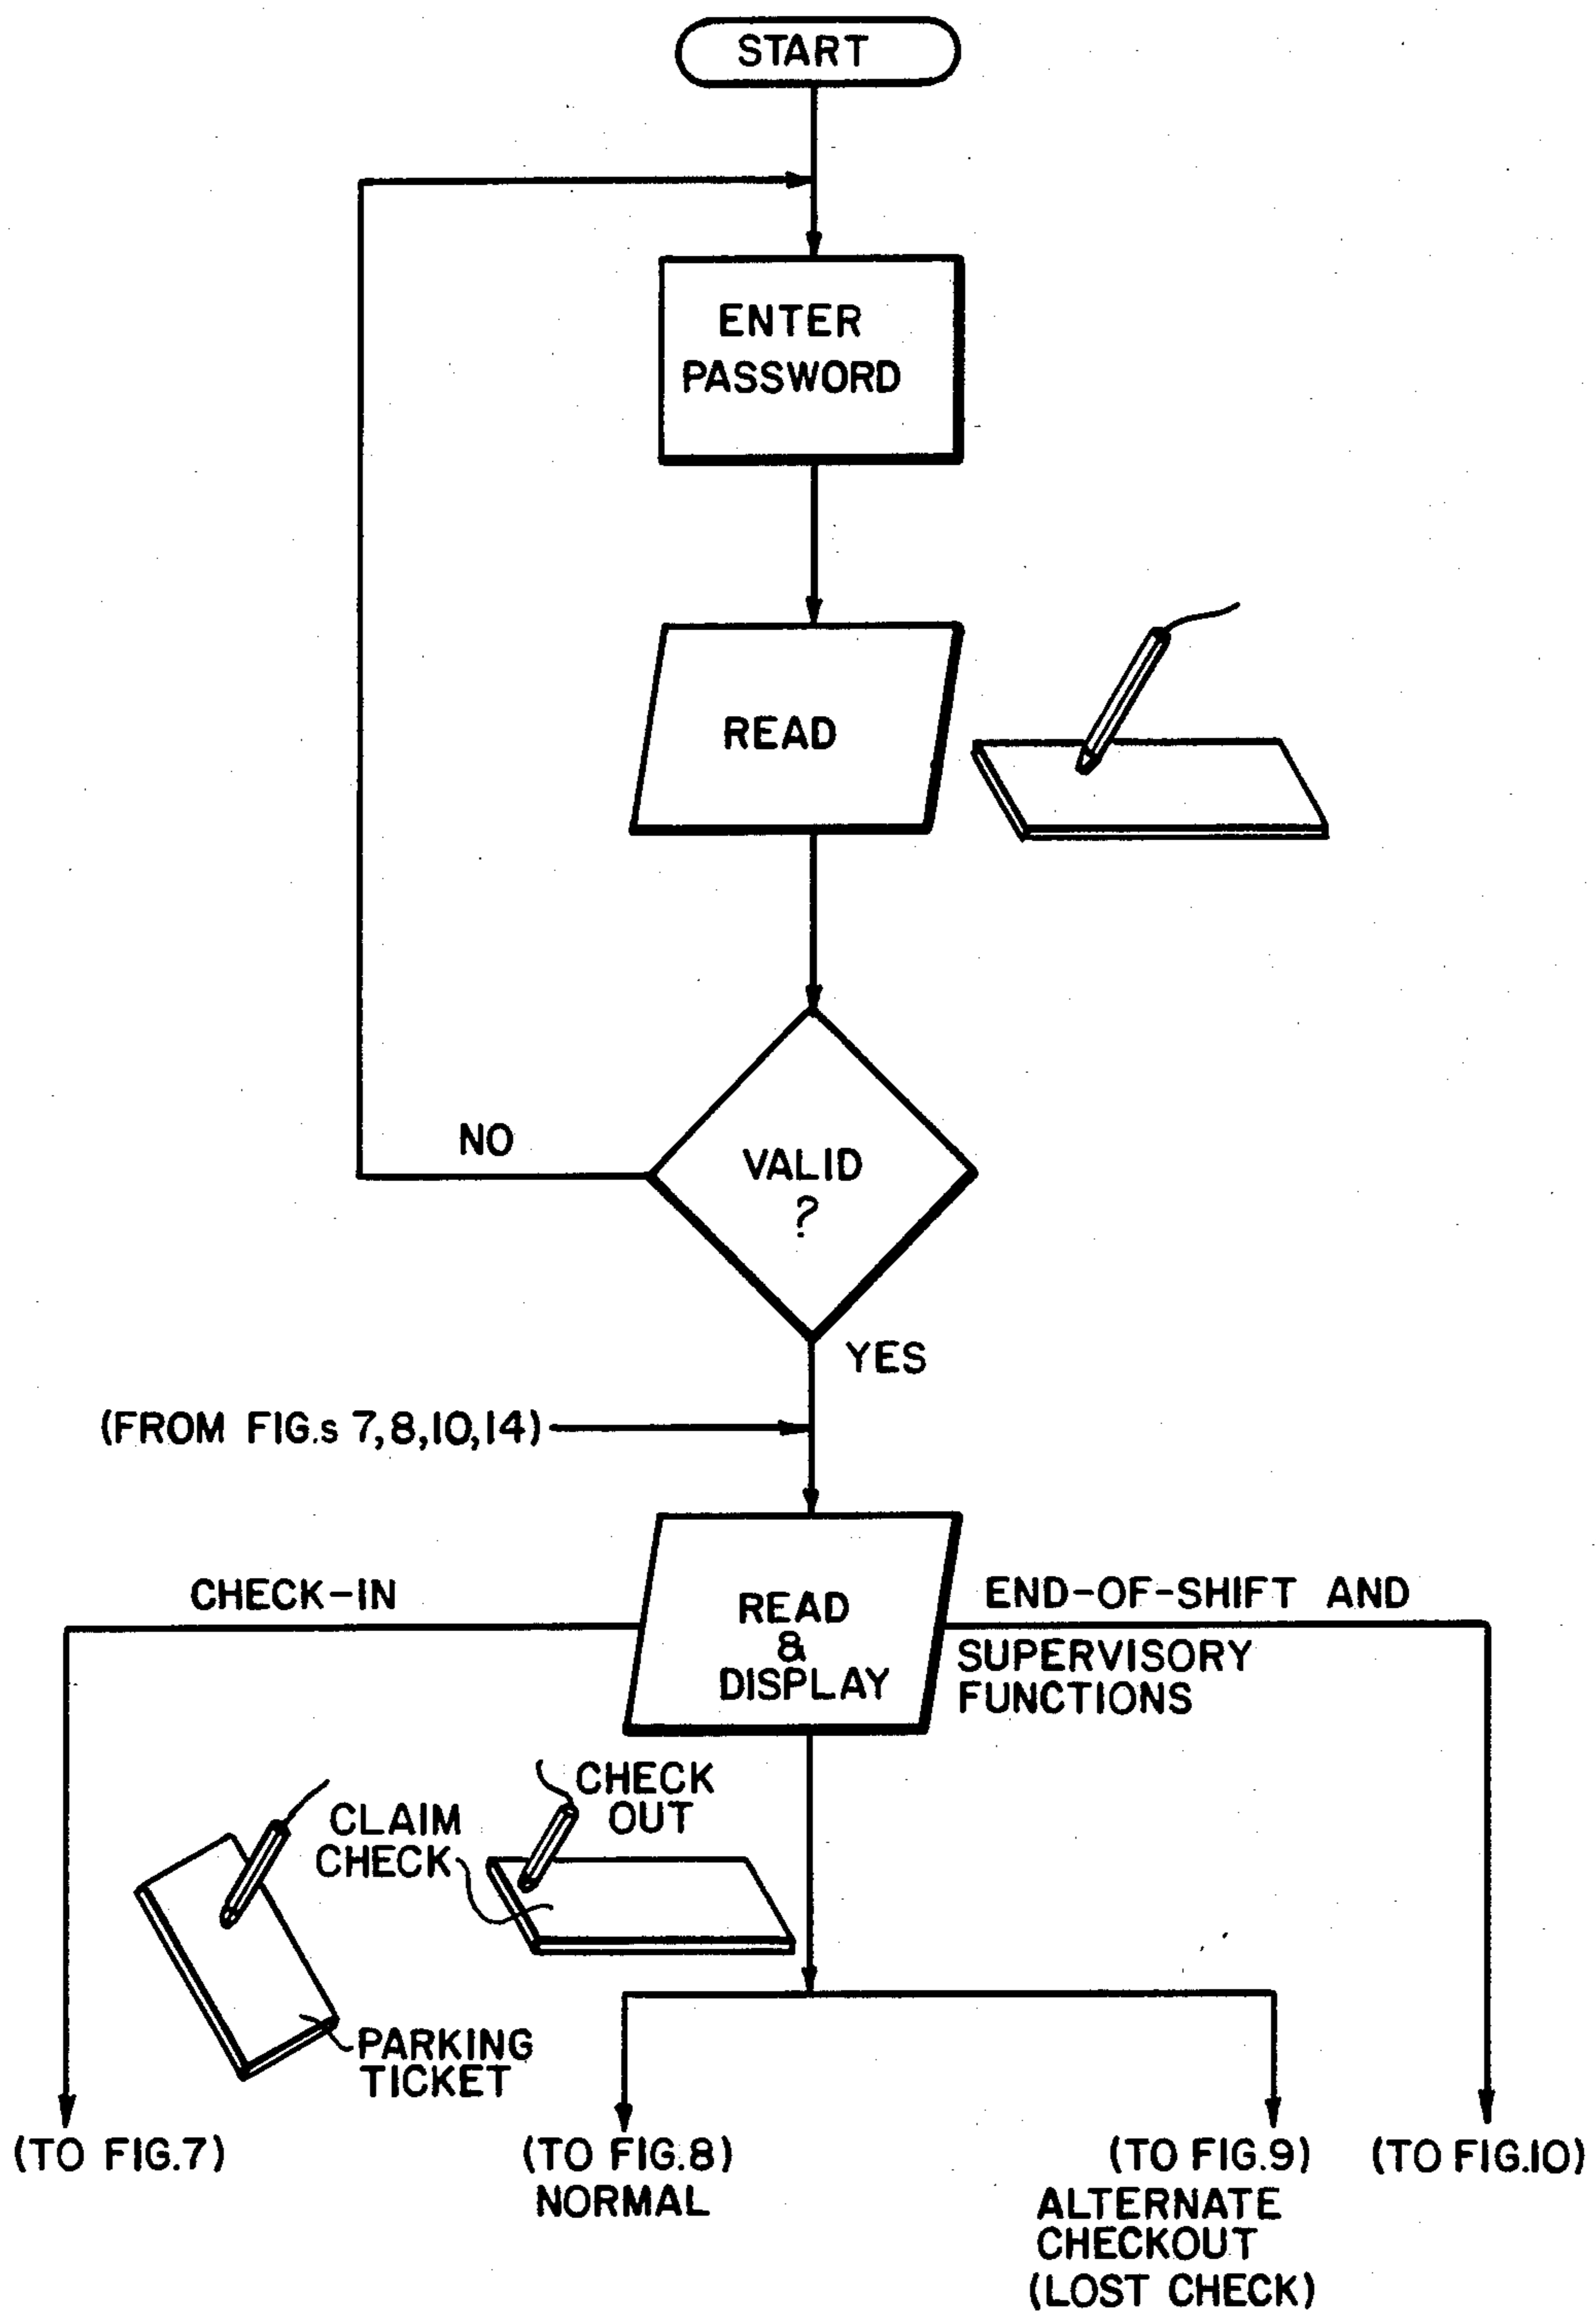 START
ENTER
PASSWORD
READ
NO
VALID
?
YES
(FROM FIG.s 7,8,10,14)
CHECK-IN
READ
&
DISPLAY
END-OF-SHIFT AND
SUPERVISORY
FUNCTIONS
CHECK
OUT
CLAIM
CHECK
PARKING
TICKET
(TO FIG.7)
(TO FIG.8)
NORMAL
(TO FIG.9)
ALTERNATE
CHECKOUT
(LOST CHECK)
(TO FIG.10)